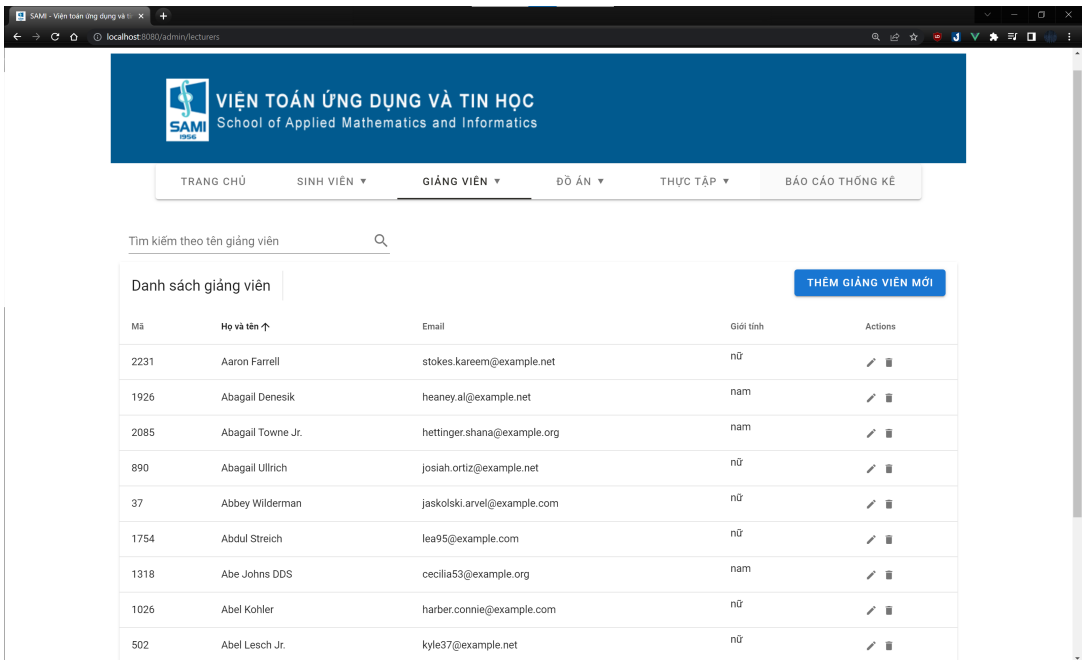 SAMI - Viện toán ứng dụng và ti
localhost:8080/admin/lecturers
SAMI
1956
VIỆN TOÁN ỨNG DỤNG VÀ TIN HỌC
School of Applied Mathematics and Informatics
TRANG CHỦ SINH VIÊN ▼ GIẢNG VIÊN ▼ ĐỒ ÁN ▼ THỰC TẬP ▼ BÁO CÁO THỐNG KÊ
Tìm kiếm theo tên giảng viên
Danh sách giảng viên THÊM GIẢNG VIÊN MỚI
Mã Họ và tên ↑ Email Giới tính Actions
2231 Aaron Farrell stokes.kareem@example.net nữ
1926 Abagail Denesik heaney.al@example.net nam
2085 Abagail Towne Jr. hettinger.shana@example.org nam
890 Abagail Ullrich josiah.ortiz@example.net nữ
37 Abbey Wilderman jaskolski.arvel@example.com nữ
1754 Abdul Streich lea95@example.com nữ
1318 Abe Johns DDS cecilia53@example.org nam
1026 Abel Kohler harber.connie@example.com nữ
502 Abel Lesch Jr. kyle37@example.net nữ